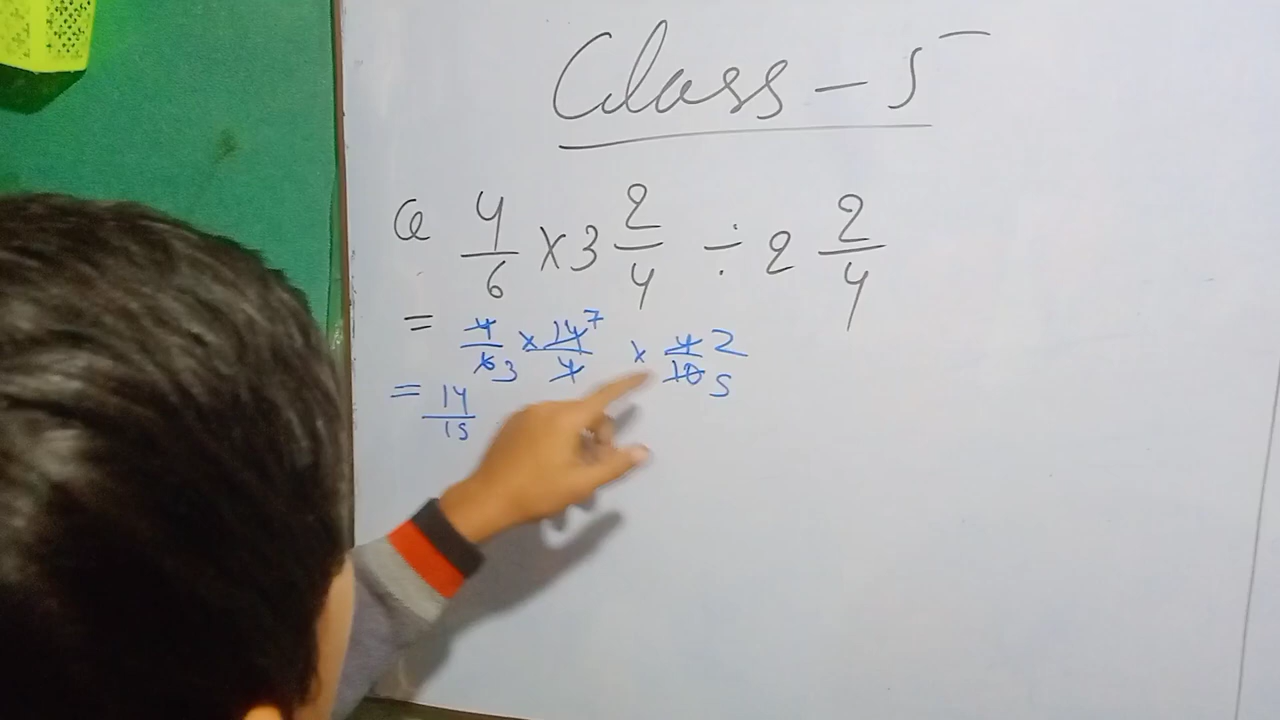 Class - 5
Q 4/6 × 3 2/4 ÷ 2 2/4
= 4/6 3 × 14 7/4 × 4 2/10 5
= 14/15